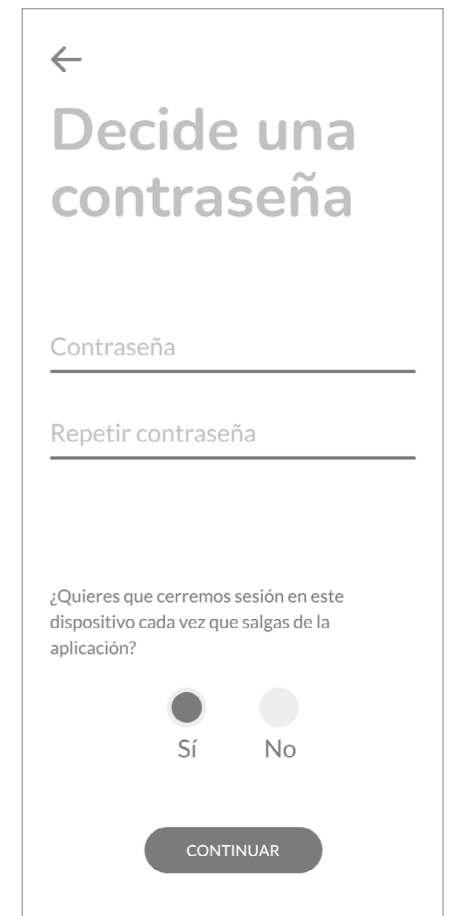 Decide una
contraseña
Contraseña
Repetir contraseña
¿Quieres que cerremos sesión en este
dispositivo cada vez que salgas de la
aplicación?
Sí No
CONTINUAR